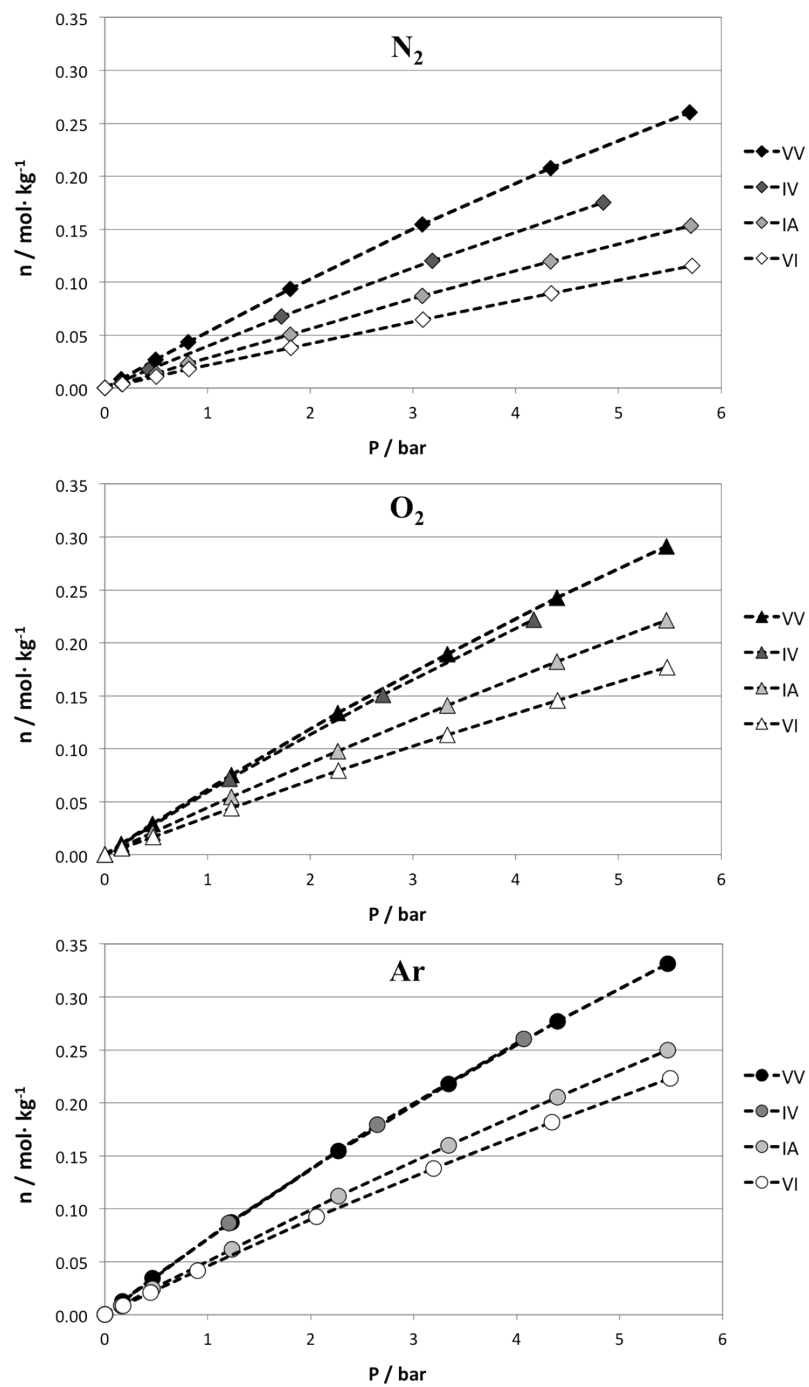 N₂
0.35
0.30
0.25
0.20
0.15
0.10
0.05
0.00
n / mol· kg⁻¹
0 1 2 3 4 5 6
P / bar
VV
IV
IA
VI
O₂
0.35
0.30
0.25
0.20
0.15
0.10
0.05
0.00
n / mol· kg⁻¹
0 1 2 3 4 5 6
P / bar
VV
IV
IA
VI
Ar
0.35
0.30
0.25
0.20
0.15
0.10
0.05
0.00
n / mol· kg⁻¹
0 1 2 3 4 5 6
P / bar
VV
IV
IA
VI